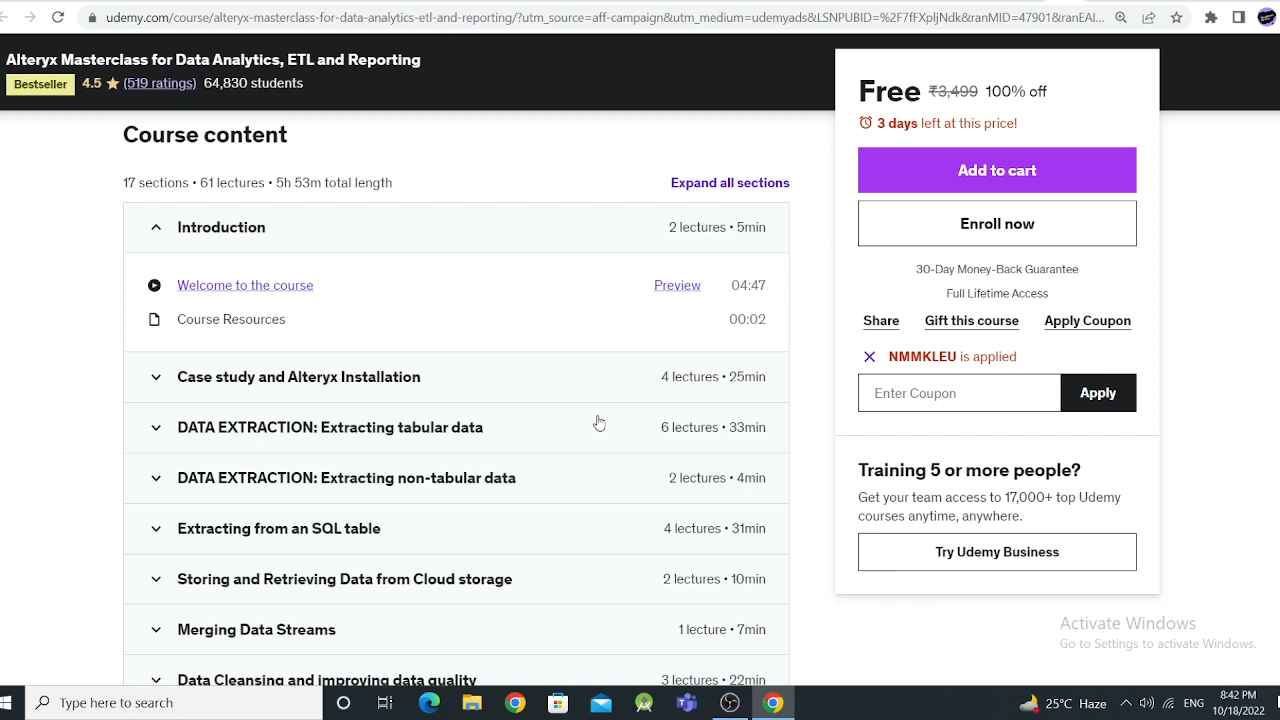 udemy.com/course/alteryx-masterclass-for-data-analytics-etl-and-reporting/?utm_source=aff-campaign&utm_medium=udemyads&LSNPUBID=%2F7fFXpljNdk&ranMID=47901&ranEAI...
Alteryx Masterclass for Data Analytics, ETL and Reporting
Bestseller 4.5 (519 ratings) 64,830 students
Free ₹3,499 100% off
3 days left at this price!
Add to cart
Enroll now
30-Day Money-Back Guarantee
Full Lifetime Access
Share Gift this course Apply Coupon
NMMKLEU is applied
Enter Coupon Apply
Training 5 or more people?
Get your team access to 17,000+ top Udemy
courses anytime, anywhere.
Try Udemy Business
Course content
17 sections • 61 lectures • 5h 53m total length Expand all sections
Introduction 2 lectures • 5min
Welcome to the course Preview 04:47
Course Resources 00:02
Case study and Alteryx Installation 4 lectures • 25min
DATA EXTRACTION: Extracting tabular data 6 lectures • 33min
DATA EXTRACTION: Extracting non-tabular data 2 lectures • 4min
Extracting from an SQL table 4 lectures • 31min
Storing and Retrieving Data from Cloud storage 2 lectures • 10min
Merging Data Streams 1 lecture • 7min
Data Cleansing and improving data quality 3 lectures • 22min
Activate Windows
Go to Settings to activate Windows.
Type here to search
25°C Haze
ENG
8:42 PM
10/18/2022